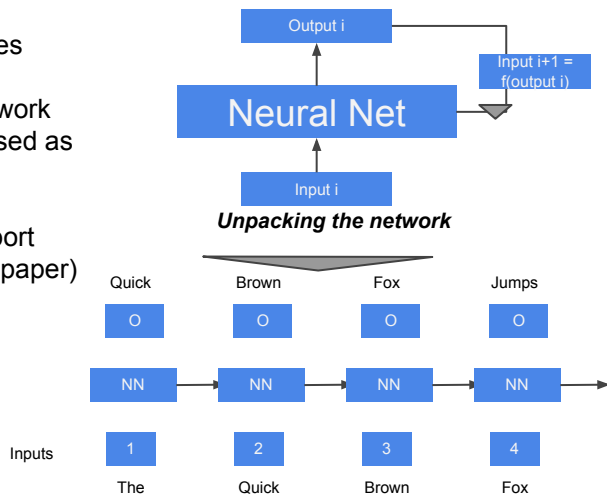 es
work
sed as
port
paper)
Output i
Input i+1 =
f(output i)
Neural Net
Input i
Unpacking the network
Quick Brown Fox Jumps
O O O O
NN NN NN NN
Inputs 1 2 3 4
The Quick Brown Fox